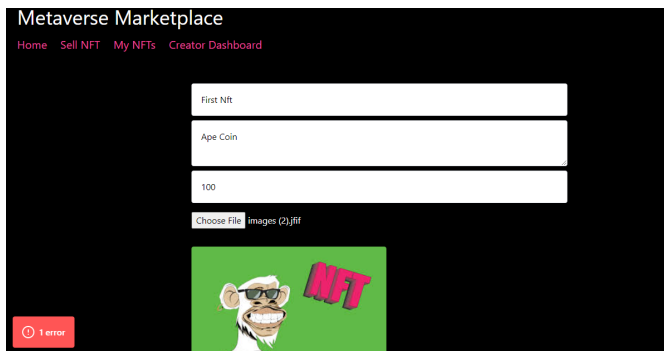 Metaverse Marketplace
Home Sell NFT My NFTs Creator Dashboard
First Nft
Ape Coin
100
Choose File images (2).jfif
NFT
1 error